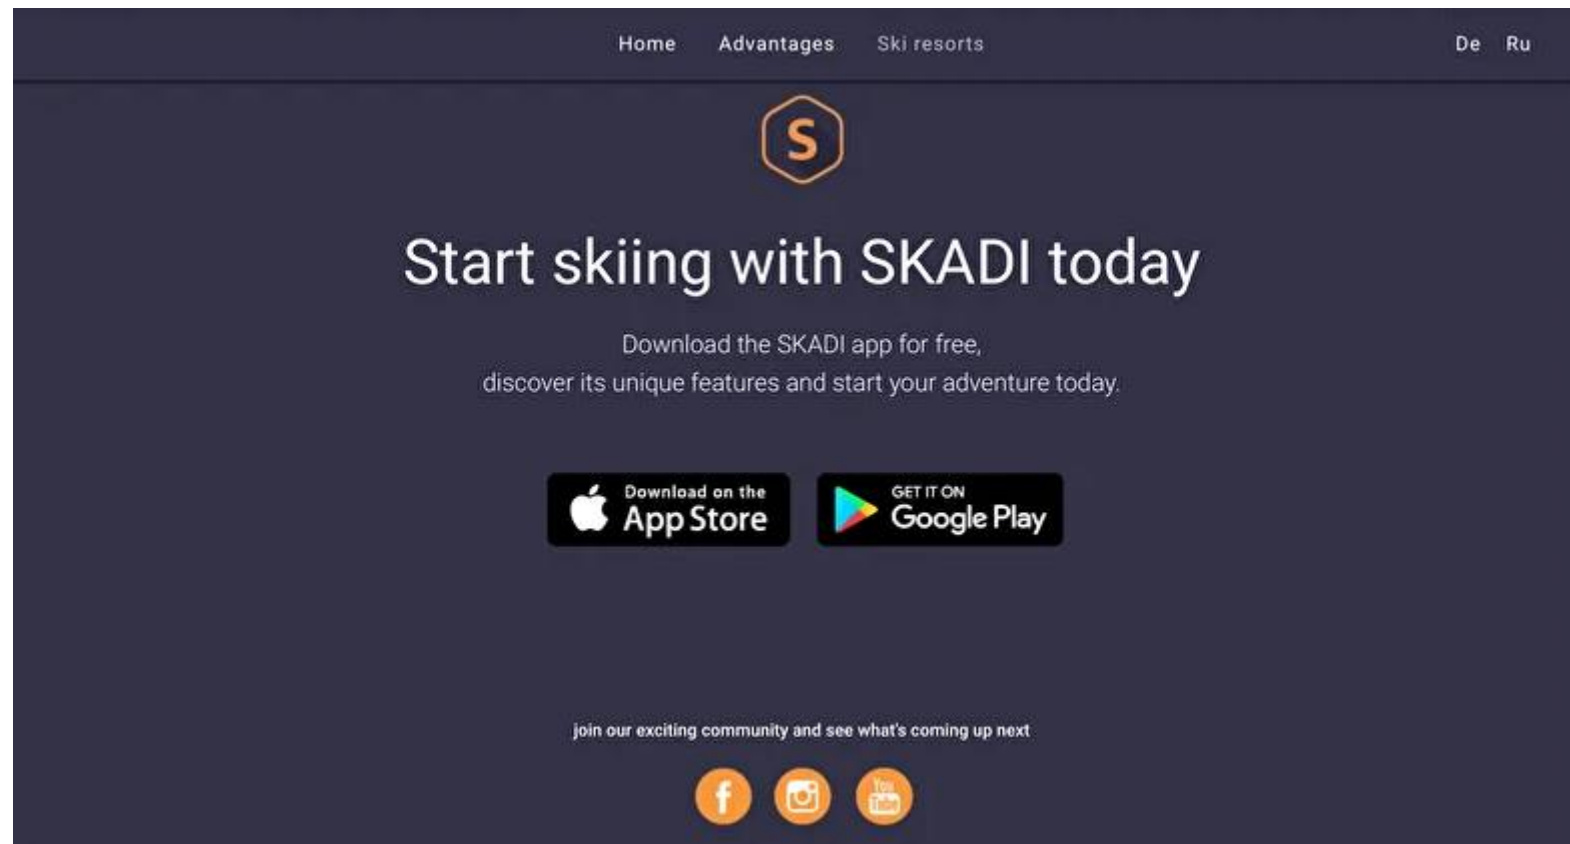 Home Advantages Ski resorts De Ru
S
Start skiing with SKADI today
Download the SKADI app for free,
discover its unique features and start your adventure today.
Download on the
App Store
GET IT ON
Google Play
join our exciting community and see what's coming up next
f
You
Tube